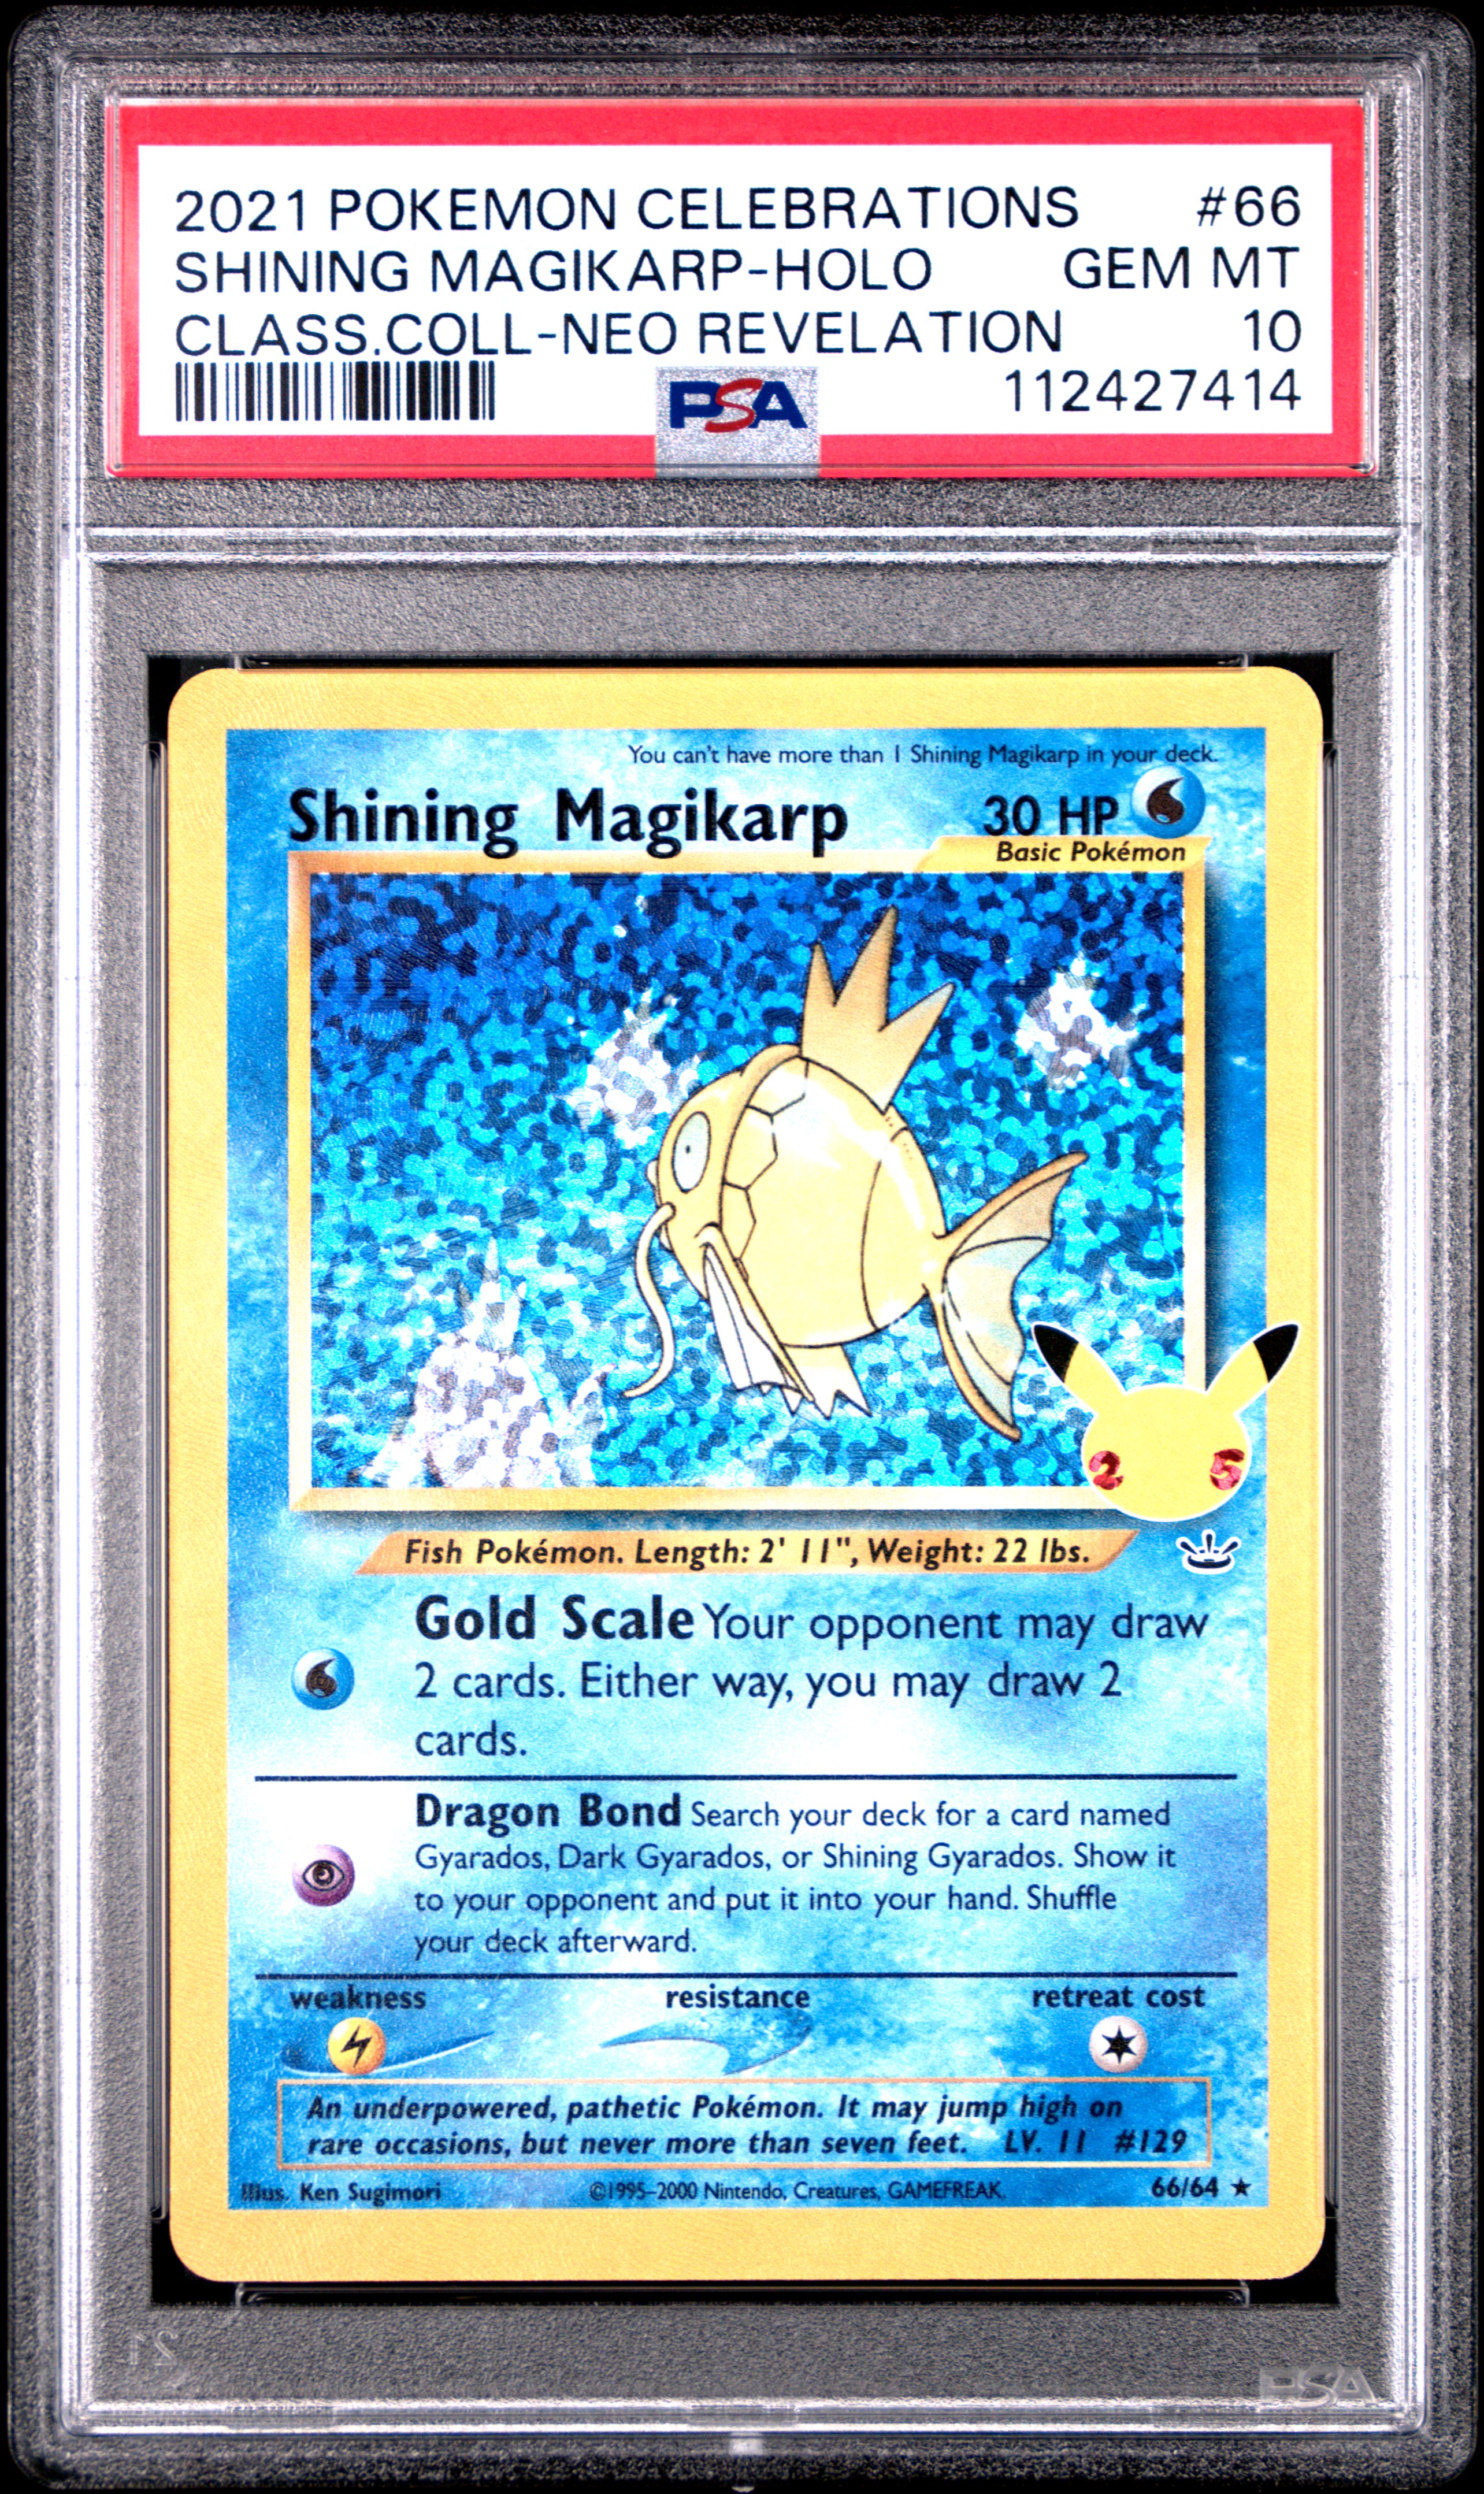 2021 POKEMON CELEBRATIONS #66
SHINING MAGIKARP-HOLO GEM MT
CLASS.COLL-NEO REVELATION 10
PSA 112427414
You can't have more than 1 Shining Magikarp in your deck.
Shining Magikarp 30 HP
Basic Pokémon
2 5
Fish Pokémon. Length: 2' 11", Weight: 22 lbs.
Gold Scale Your opponent may draw
2 cards. Either way, you may draw 2
cards.
Dragon Bond Search your deck for a card named
Gyarados, Dark Gyarados, or Shining Gyarados. Show it
to your opponent and put it into your hand. Shuffle
your deck afterward.
weakness resistance retreat cost
An underpowered, pathetic Pokémon. It may jump high on
rare occasions, but never more than seven feet. LV. 11 #129
Illus. Ken Sugimori ©1995–2000 Nintendo, Creatures, GAMEFREAK. 66/64 ★
PSA